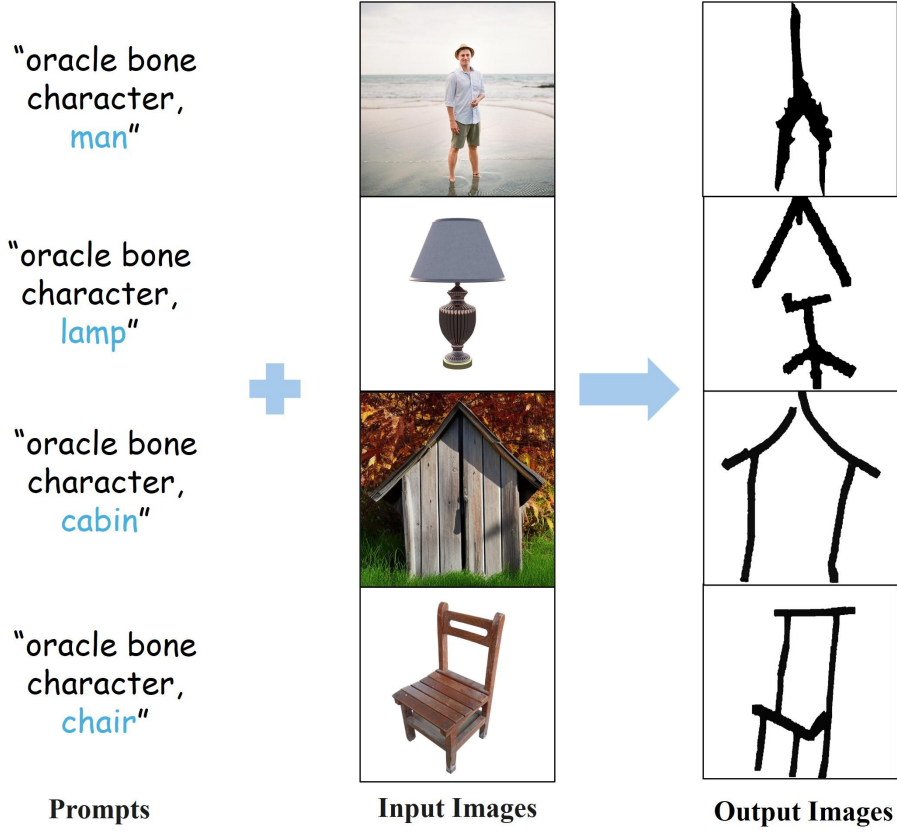 “oracle bone
character,
man”
“oracle bone
character,
lamp”
“oracle bone
character,
cabin”
“oracle bone
character,
chair”
Prompts
Input Images
Output Images